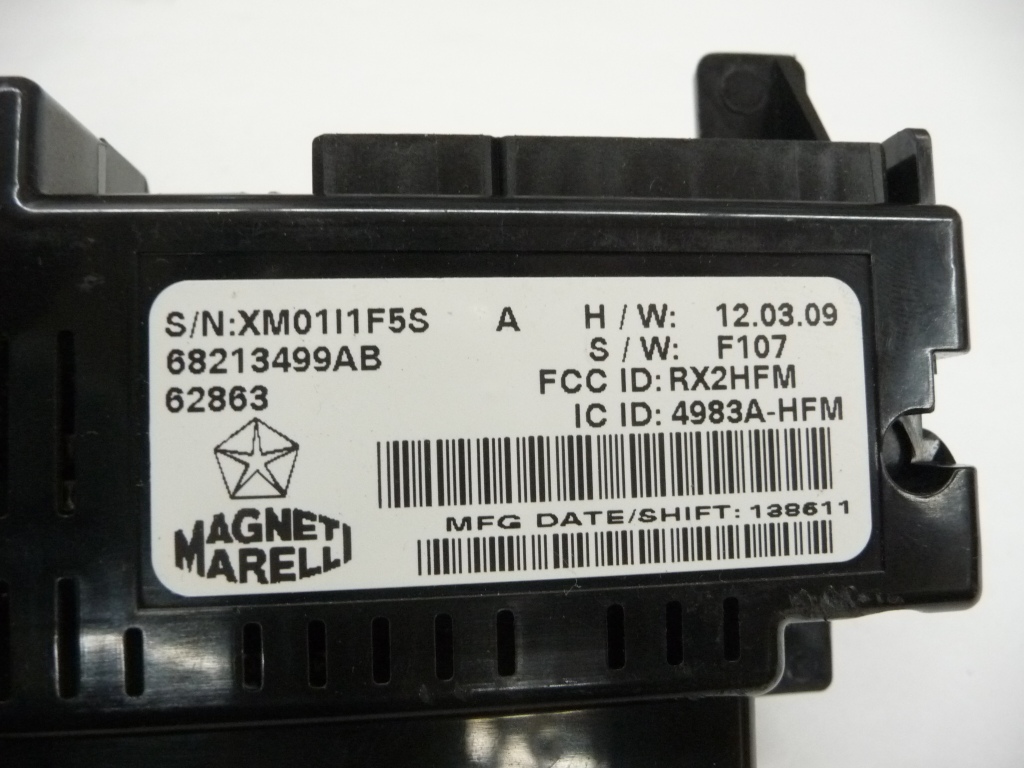 S/N:XM01I1F5S A H / W: 12.03.09
68213499AB S / W: F107
62863 FCC ID: RX2HFM
IC ID: 4983A-HFM
MFG DATE/SHIFT: 138611
MAGNETI
MARELLI